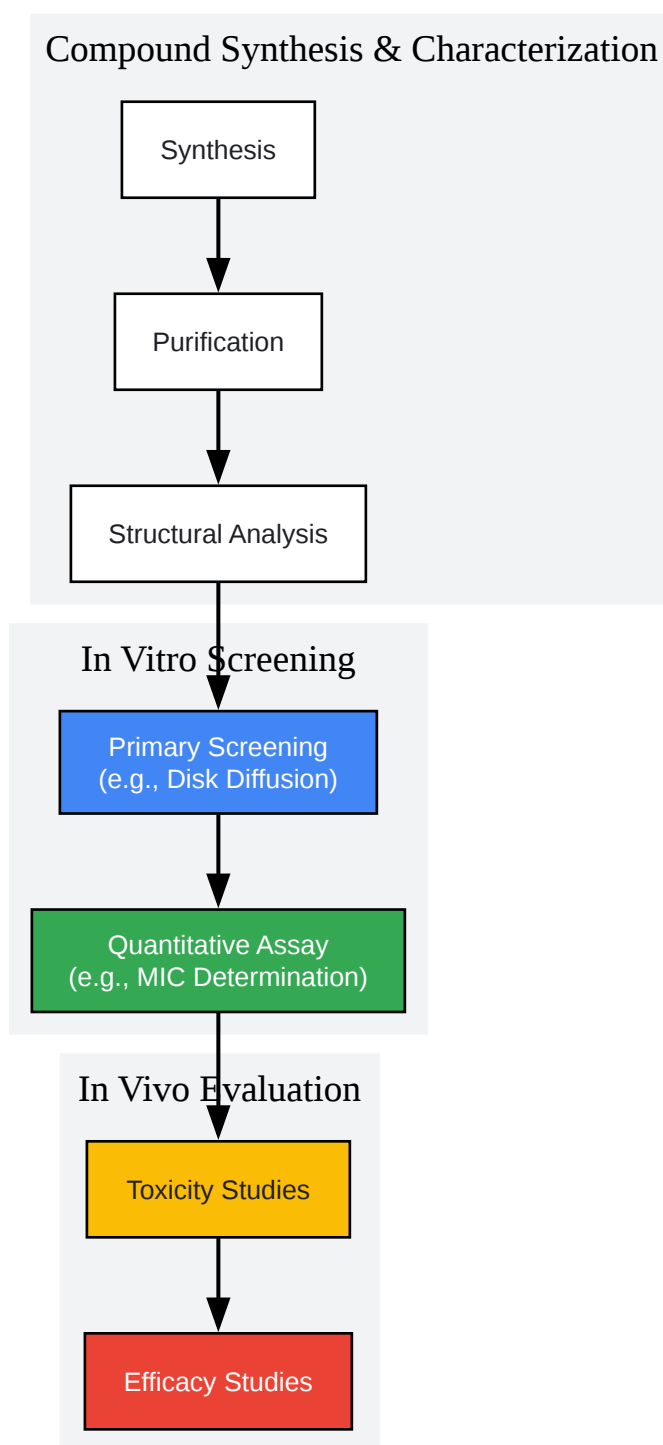 Compound Synthesis & Characterization
Synthesis
Purification
Structural Analysis
In Vitro Screening
Primary Screening
(e.g., Disk Diffusion)
Quantitative Assay
(e.g., MIC Determination)
In Vivo Evaluation
Toxicity Studies
Efficacy Studies